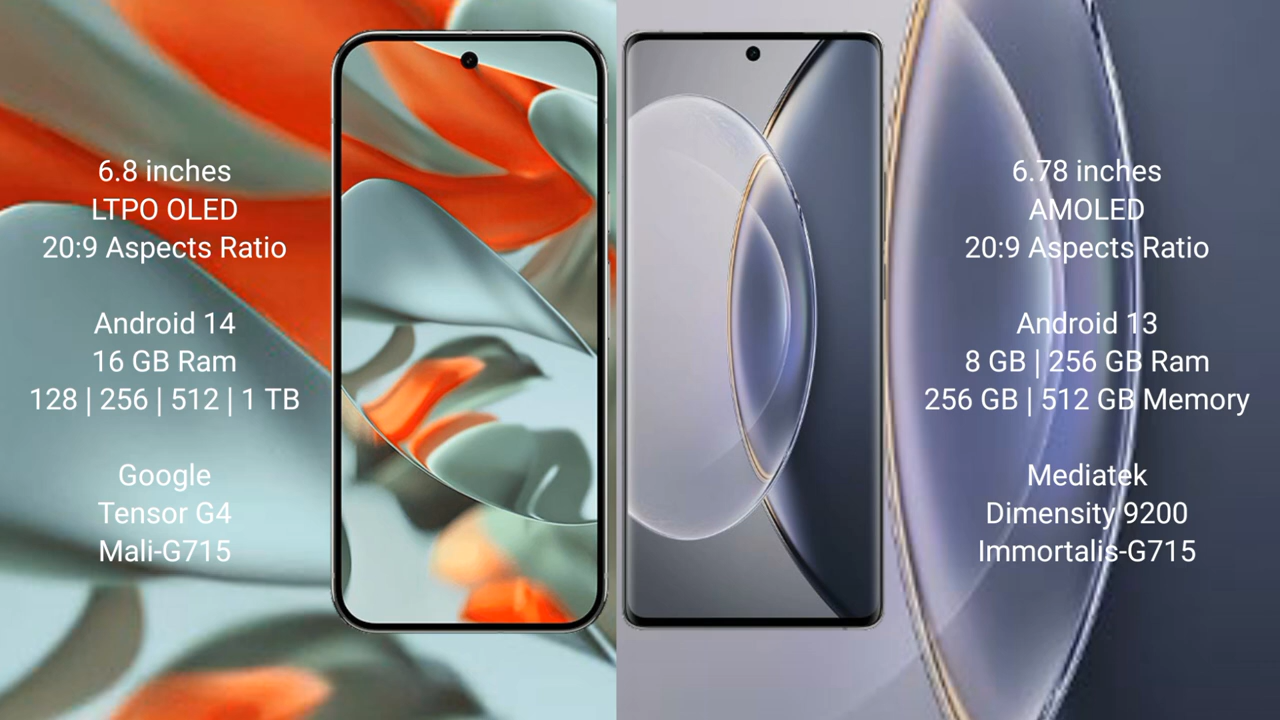 6.8 inches
LTPO OLED
20:9 Aspects Ratio
Android 14
16 GB Ram
128 | 256 | 512 | 1 TB
Google
Tensor G4
Mali-G715
6.78 inches
AMOLED
20:9 Aspects Ratio
Android 13
8 GB | 256 GB Ram
256 GB | 512 GB Memory
Mediatek
Dimensity 9200
Immortalis-G715